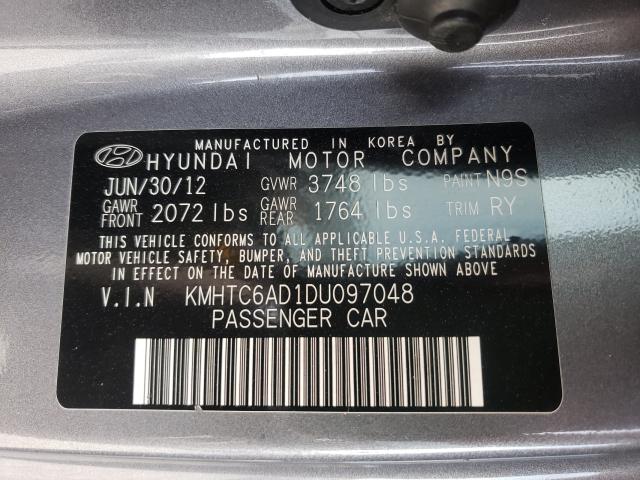 MANUFACTURED IN KOREA BY
HYUNDAI MOTOR COMPANY
JUN/30/12 GVWR 3748 lbs PAINT N9S
GAWR FRONT 2072 lbs GAWR REAR 1764 lbs TRIM RY
THIS VEHICLE CONFORMS TO ALL APPLICABLE U.S.A. FEDERAL
MOTOR VEHICLE SAFETY, BUMPER, AND THEFT PREVENTION STANDARDS
IN EFFECT ON THE DATE OF MANUFACTURE SHOWN ABOVE.
V.I.N KMHTC6AD1DU097048
PASSENGER CAR